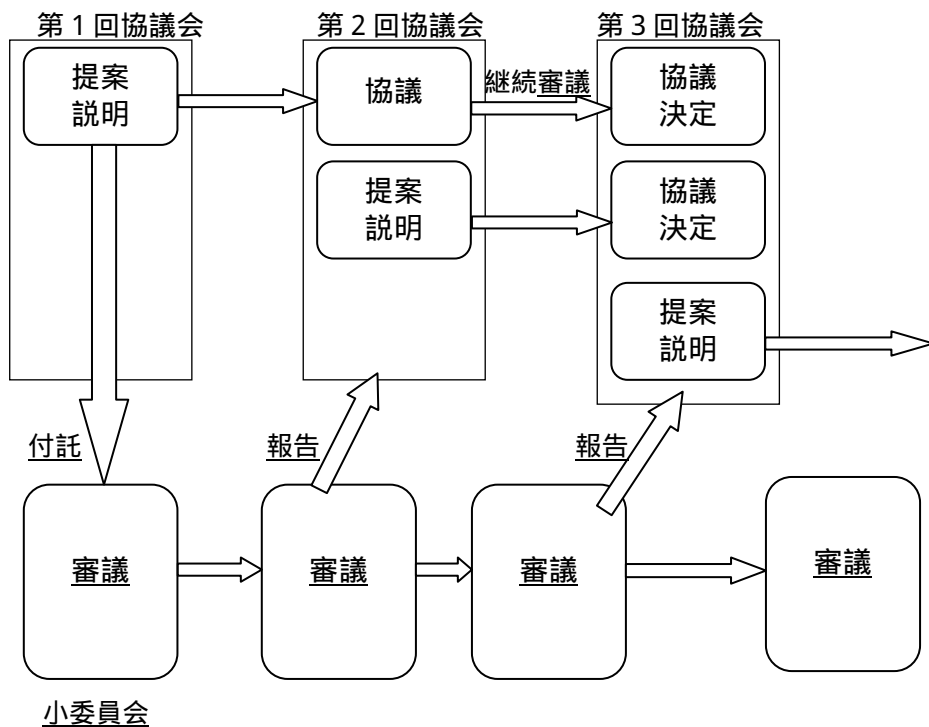 第1回協議会
第2回協議会
第3回協議会
提案
説明
協議
継続審議
協議
決定
提案
説明
協議
決定
提案
説明
付託
報告
報告
審議
審議
審議
審議
小委員会